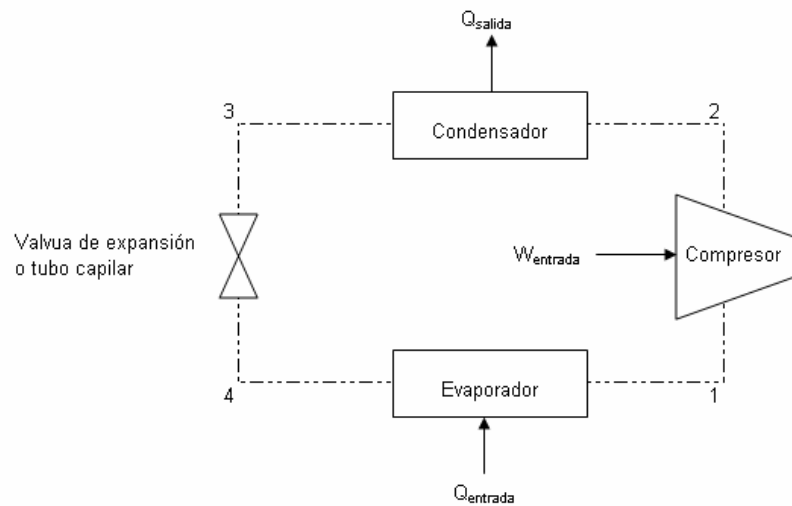 Qsalida
3
Condensador
2
Valvua de expansión
o tubo capilar
Wentrada
Compresor
4
Evaporador
1
Qentrada